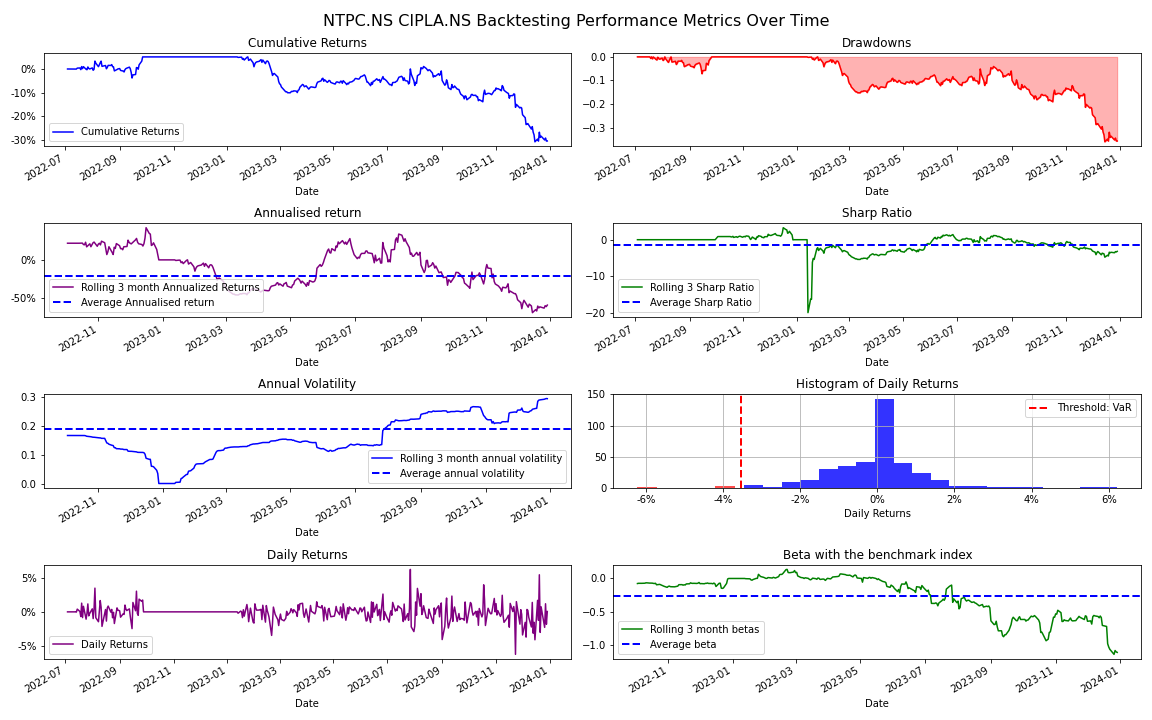 NTPC.NS CIPLA.NS Backtesting Performance Metrics Over Time
Cumulative Returns
0%
-10%
-20%
-30%
Cumulative Returns
2022-07 2022-09 2022-11 2023-01 2023-03 2023-05 2023-07 2023-09 2023-11 2024-01
Date
Drawdowns
0.0
−0.1
−0.2
−0.3
2022-07 2022-09 2022-11 2023-01 2023-03 2023-05 2023-07 2023-09 2023-11 2024-01
Date
Annualised return
0%
-50%
Rolling 3 month Annualized Returns
Average Annualised return
2022-11 2023-01 2023-03 2023-05 2023-07 2023-09 2023-11 2024-01
Date
Sharp Ratio
0
−10
−20
Rolling 3 Sharp Ratio
Average Sharp Ratio
2022-07 2022-09 2022-11 2023-01 2023-03 2023-05 2023-07 2023-09 2023-11 2024-01
Date
Annual Volatility
0.3
0.2
0.1
0.0
Rolling 3 month annual volatility
Average annual volatility
2022-11 2023-01 2023-03 2023-05 2023-07 2023-09 2023-11 2024-01
Date
Histogram of Daily Returns
150
100
50
0
Threshold: VaR
-6% -4% -2% 0% 2% 4% 6%
Daily Returns
Daily Returns
5%
0%
-5%
Daily Returns
2022-07 2022-09 2022-11 2023-01 2023-03 2023-05 2023-07 2023-09 2023-11 2024-01
Date
Beta with the benchmark index
0.0
−0.5
−1.0
Rolling 3 month betas
Average beta
2022-11 2023-01 2023-03 2023-05 2023-07 2023-09 2023-11 2024-01
Date